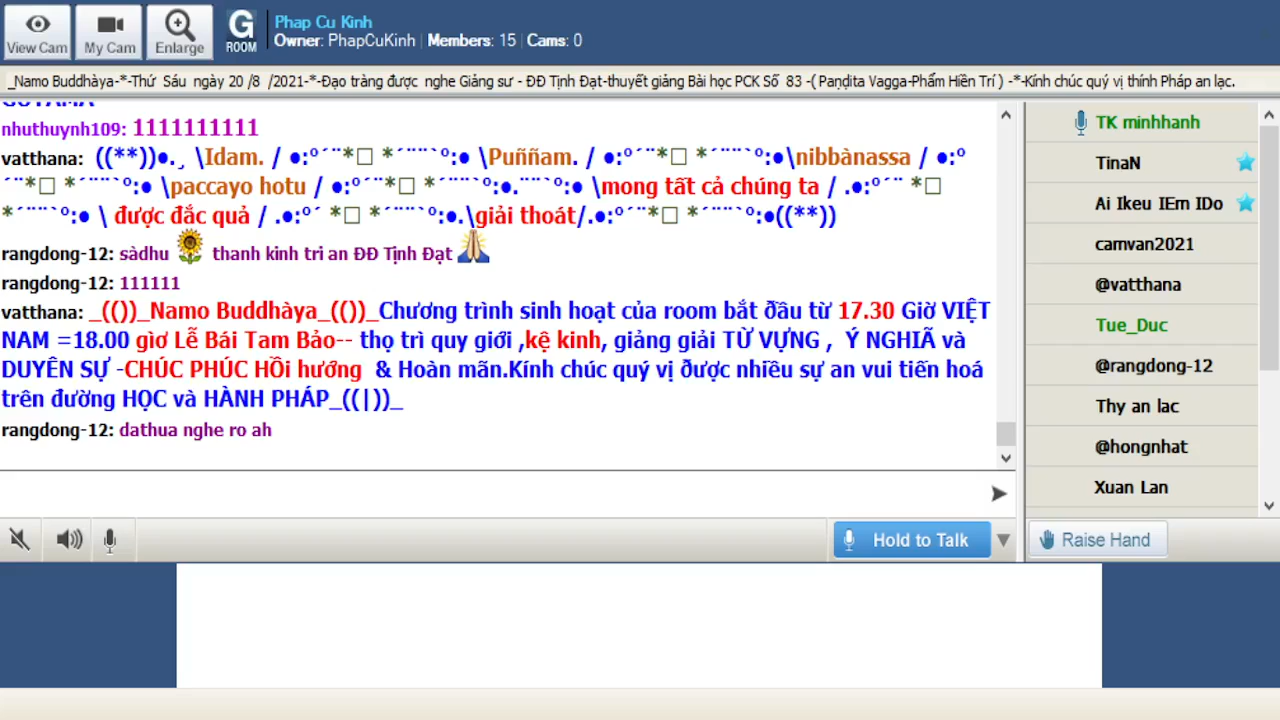 Phap Cu Kinh
View Cam My Cam Enlarge G ROOM Owner: PhapCuKinh | Members: 15 | Cams: 0
_Namo Buddhàya-*-Thứ Sáu ngày 20 /8 /2021-*-Đạo tràng được nghe Giảng sư - ĐĐ Tịnh Đạt-thuyết giảng Bài học PCK Số 83 -( Paṇḍita Vagga-Phẩm Hiền Trí ) -*-Kính chúc quý vị thính Pháp an lạc.
nhuthuynh109: 1111111111
vatthana: ((**))●.¸ \Idam. / ●:º´¨*□ *´¨¨`º:● \Puññam. / ●:º´¨*□ *´¨¨`º:●\nibbànassa / ●:º
´¨*□ *´¨¨`º:● \paccayo hotu / ●:º´¨*□ *´¨¨`º:●.¨¨`º:● \mong tất cả chúng ta / .●:º´¨ *□
*´¨¨`º:● \ được đắc quả / .●:º´ *□ *´¨¨`º:●.\giải thoát/.●:º´¨*□ *´¨¨`º:●((**))
rangdong-12: sàdhu 🌻 thanh kinh tri an ĐĐ Tịnh Đạt 🙏
rangdong-12: 111111
vatthana: _(())_Namo Buddhàya_(())_Chương trình sinh hoạt của room bắt ðầu từ 17.30 Giờ VIỆT
NAM =18.00 giơ Lễ Bái Tam Bảo-- thọ trì quy giới ,kệ kinh, giảng giải TỪ VỰNG , Ý NGHIÃ và
DUYÊN SỰ -CHÚC PHÚC HỒi hướng & Hoàn mãn.Kính chúc quý vị ðược nhiều sự an vui tiến hoá
trên đường HỌC và HÀNH PHÁP_((|))_
rangdong-12: dathua nghe ro ah
TK minhhanh
TinaN
Ai Ikeu IEm IDo
camvan2021
@vatthana
Tue_Duc
@rangdong-12
Thy an lac
@hongnhat
Xuan Lan
Hold to Talk
Raise Hand